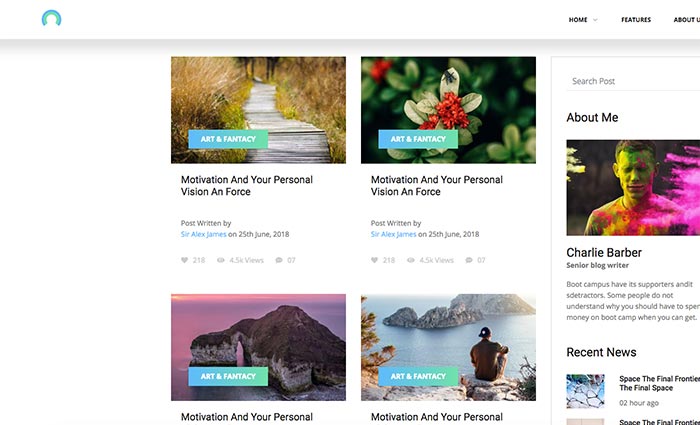 HOME
FEATURES
ABOUT U
ART & FANTACY
Motivation And Your Personal
Vision An Force
Post Written by
Sir Alex James on 25th June, 2018
218 4.5k Views 07
ART & FANTACY
Motivation And Your Personal
Vision An Force
Post Written by
Sir Alex James on 25th June, 2018
218 4.5k Views 07
ART & FANTACY
Motivation And Your Personal
ART & FANTACY
Motivation And Your Personal
Search Post
About Me
Charlie Barber
Senior blog writer
Boot campus have its supporters andit
sdetractors. Some people do not
understand why you should have to spend
money on boot camp when you can get.
Recent News
Space The Final Frontier
The Final Space
02 hour ago
Space The Final Frontier